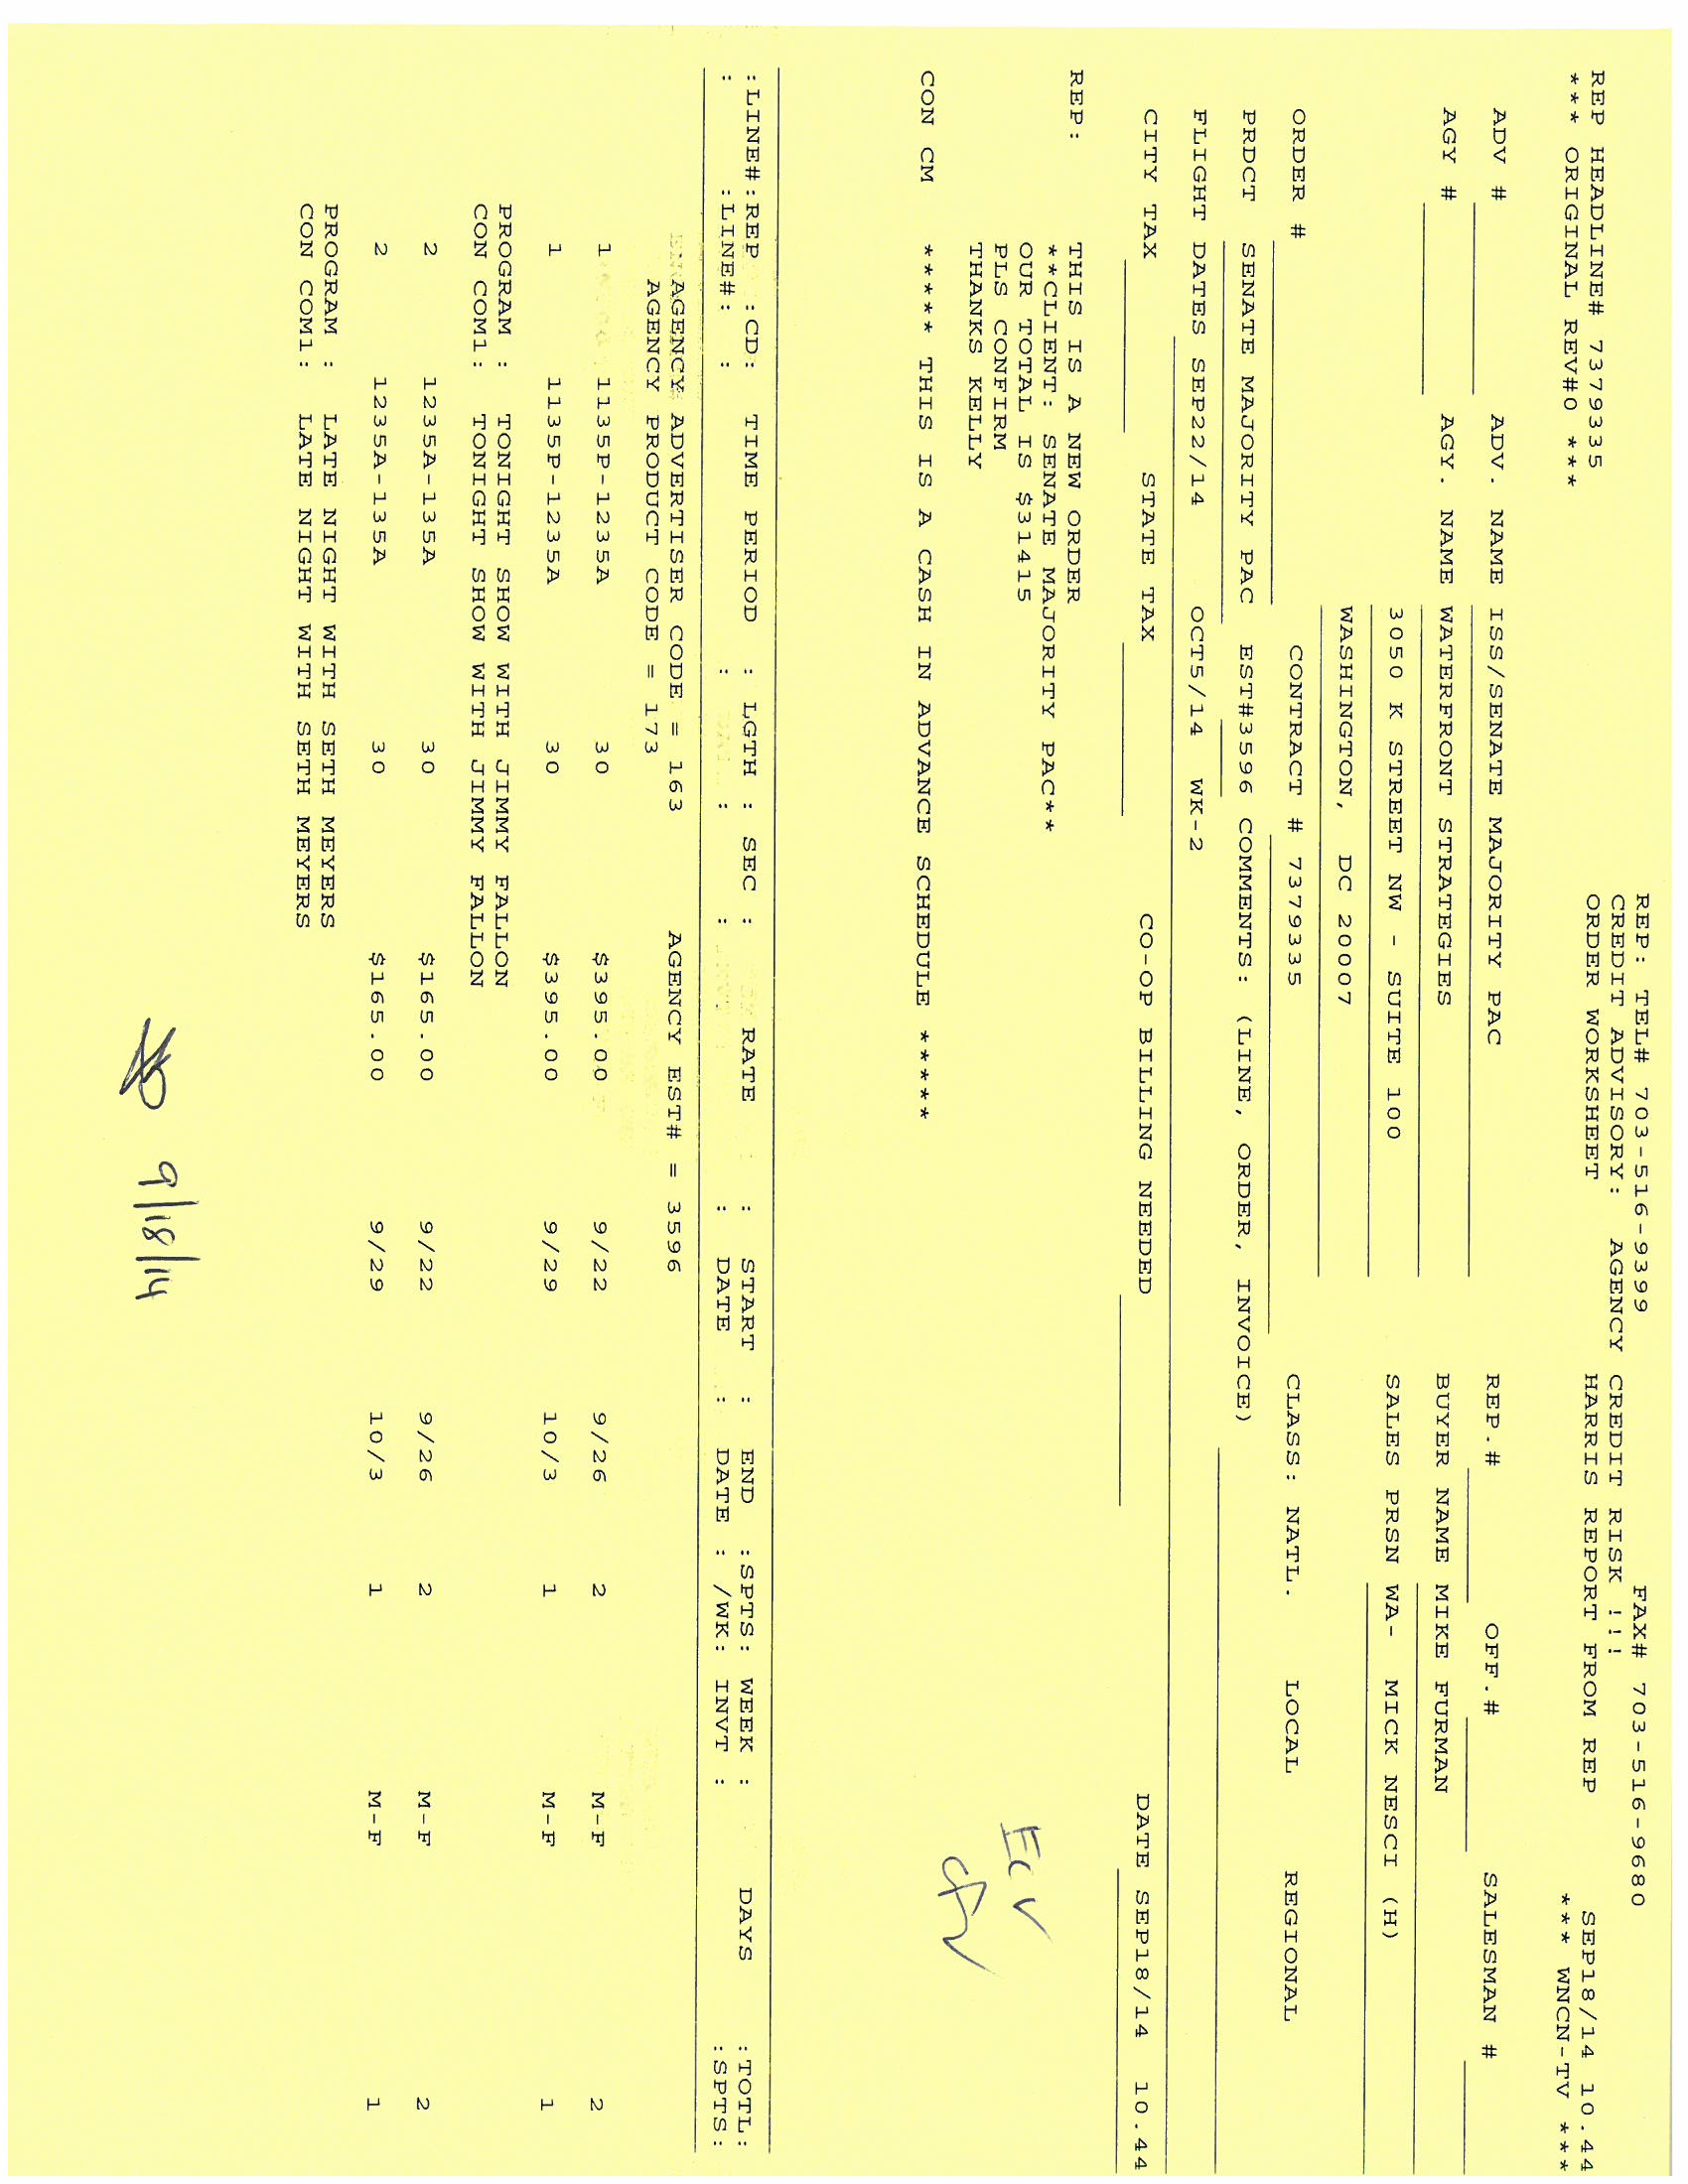 REP: TEL# 703-516-9399 FAX# 703-516-9680
CREDIT ADVISORY: AGENCY CREDIT RISK !!!
REP HEADLINE# 7379335 ORDER WORKSHEET HARRIS REPORT FROM REP SEP18/14 10.44
*** ORIGINAL REV#0 *** *** WNCN-TV ***
ADV # ADV. NAME ISS/SENATE MAJORITY PAC REP.# OFF.# SALESMAN #
AGY # AGY. NAME WATERFRONT STRATEGIES BUYER NAME MIKE FURMAN
3050 K STREET NW - SUITE 100 SALES PRSN WA- MICK NESCI (H)
WASHINGTON, DC 20007
ORDER # CONTRACT # 7379335 CLASS: NATL. LOCAL REGIONAL
PRDCT SENATE MAJORITY PAC EST#3596 COMMENTS: (LINE, ORDER, INVOICE)
FLIGHT DATES SEP22/14 OCT5/14 WK-2
CITY TAX STATE TAX CO-OP BILLING NEEDED DATE SEP18/14 10.44
REP: THIS IS A NEW ORDER
**CLIENT: SENATE MAJORITY PAC**
OUR TOTAL IS $31415
PLS CONFIRM
THANKS KELLY
CON CM ***** THIS IS A CASH IN ADVANCE SCHEDULE *****
:LINE#:REP :CD: TIME PERIOD : LGTH : SEC : RATE : START : END :SPTS: WEEK : DAYS :TOTL:
: :LINE#: : : : : : DATE : DATE : /WK: INVT : :SPTS:
AGENCY ADVERTISER CODE = 163 AGENCY EST# = 3596
AGENCY PRODUCT CODE = 173
1 1135P-1235A 30 $395.00 9/22 9/26 2 M-F 2
1 1135P-1235A 30 $395.00 9/29 10/3 1 M-F 1
PROGRAM : TONIGHT SHOW WITH JIMMY FALLON
CON COM1: TONIGHT SHOW WITH JIMMY FALLON
2 1235A-135A 30 $165.00 9/22 9/26 2 M-F 2
2 1235A-135A 30 $165.00 9/29 10/3 1 M-F 1
PROGRAM : LATE NIGHT WITH SETH MEYERS
CON COM1: LATE NIGHT WITH SETH MEYERS
9/18/14